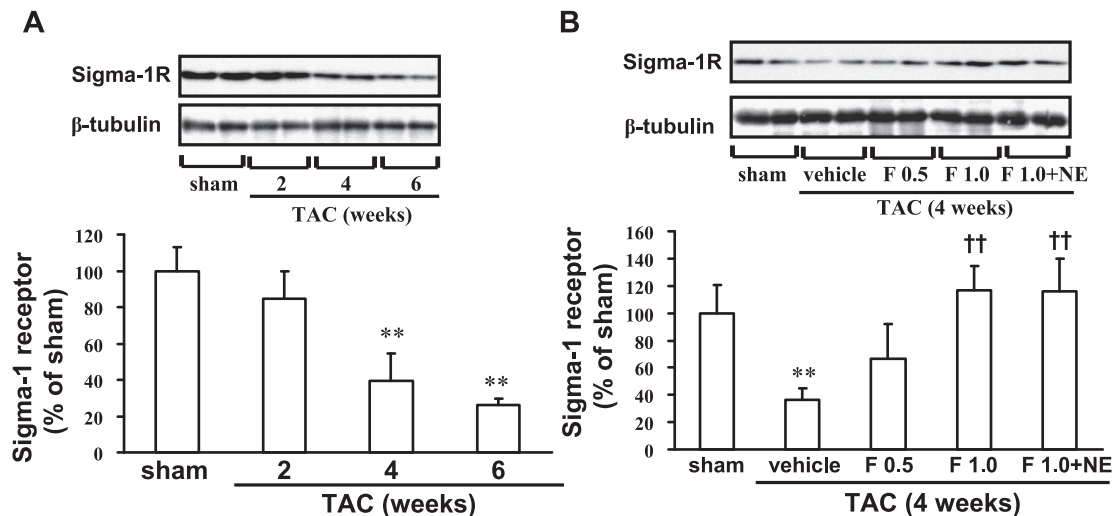 A
Sigma-1R
β-tubulin
sham 2 4 6
TAC (weeks)
Sigma-1 receptor
(% of sham)
120
100
80
60
40
20
0
**
**
sham 2 4 6
TAC (weeks)
B
Sigma-1R
β-tubulin
sham vehicle F 0.5 F 1.0 F 1.0+NE
TAC (4 weeks)
Sigma-1 receptor
(% of sham)
160
140
120
100
80
60
40
20
0
**
††
††
sham vehicle F 0.5 F 1.0 F 1.0+NE
TAC (4 weeks)